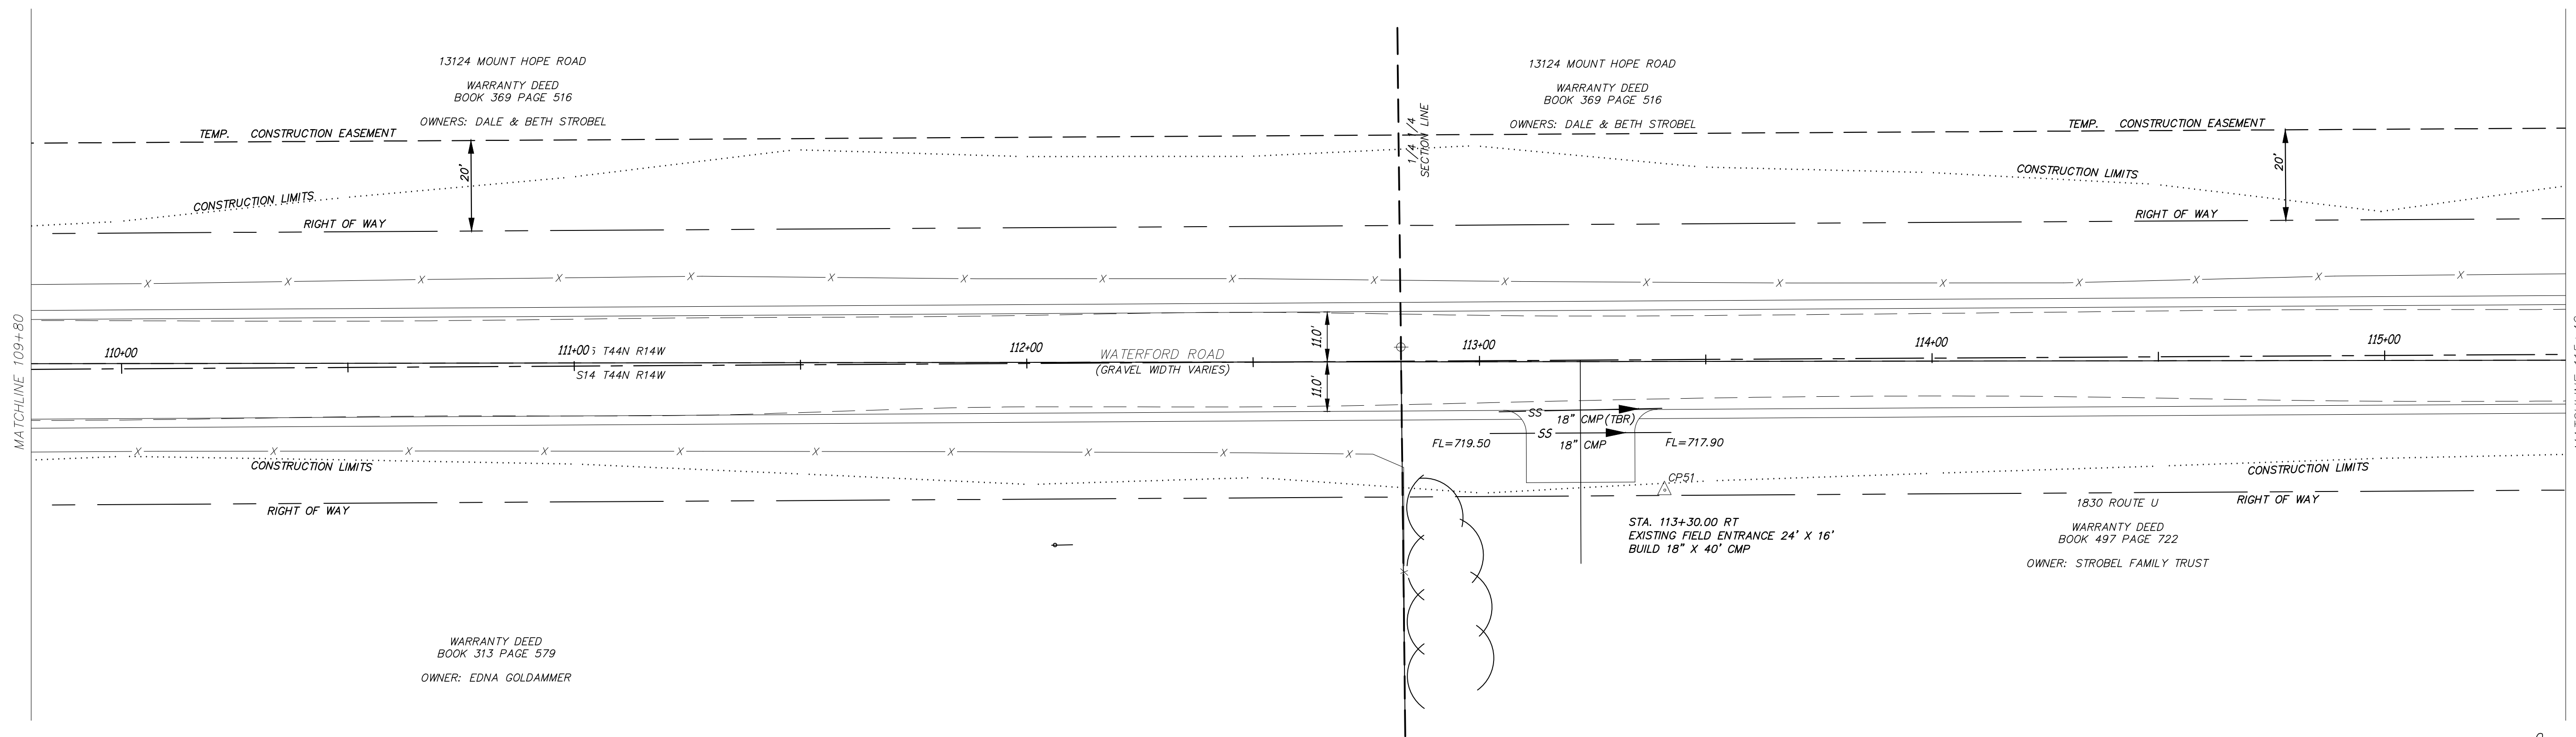 13124 MOUNT HOPE ROAD
WARRANTY DEED
BOOK 369 PAGE 516
OWNERS: DALE & BETH STROBEL
13124 MOUNT HOPE ROAD
WARRANTY DEED
BOOK 369 PAGE 516
OWNERS: DALE & BETH STROBEL
1/4 1/4
SECTION LINE
TEMP. CONSTRUCTION EASEMENT
TEMP. CONSTRUCTION EASEMENT
20'
20'
CONSTRUCTION LIMITS
CONSTRUCTION LIMITS
RIGHT OF WAY
RIGHT OF WAY
X X X X X X X X X X X X X X X X X X
MATCHLINE 109+80
110+00
111+00
T44N R14W
S14 T44N R14W
112+00
WATERFORD ROAD
(GRAVEL WIDTH VARIES)
11.0'
11.0'
113+00
114+00
115+00
SS
18" CMP (TBR)
SS
18" CMP
FL=719.50
FL=717.90
X X X X X X X X X X
CONSTRUCTION LIMITS
CONSTRUCTION LIMITS
RIGHT OF WAY
RIGHT OF WAY
CP51
X
STA. 113+30.00 RT
EXISTING FIELD ENTRANCE 24' X 16'
BUILD 18" X 40' CMP
1830 ROUTE U
WARRANTY DEED
BOOK 497 PAGE 722
OWNER: STROBEL FAMILY TRUST
WARRANTY DEED
BOOK 313 PAGE 579
OWNER: EDNA GOLDAMMER